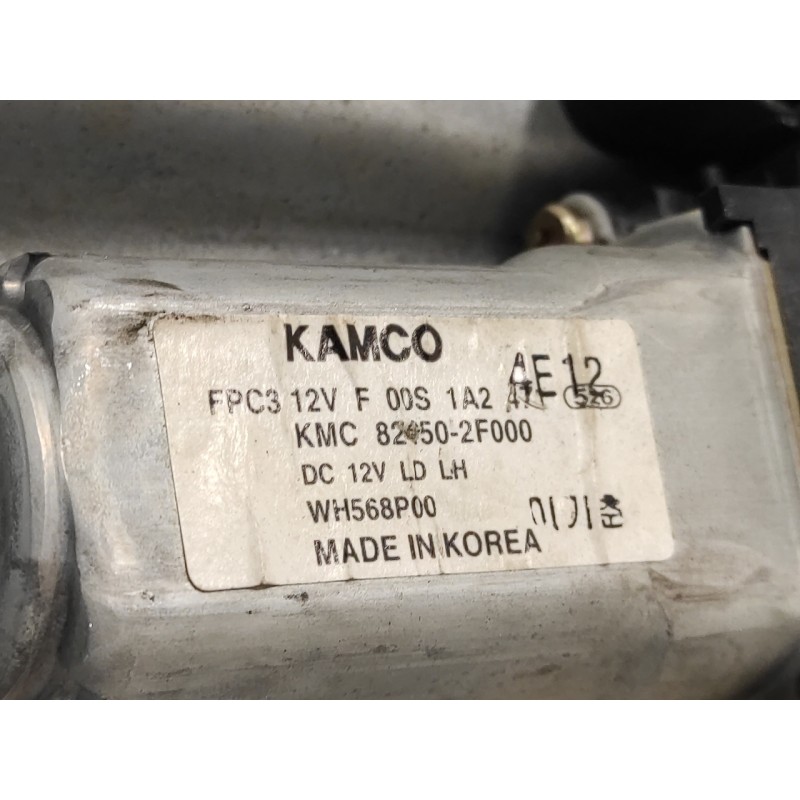 KAMCO
AE12
FPC3 12V F 00S 1A2
526
KMC 82450-2F000
DC 12V LD LH
WH568P00
MADE IN KOREA